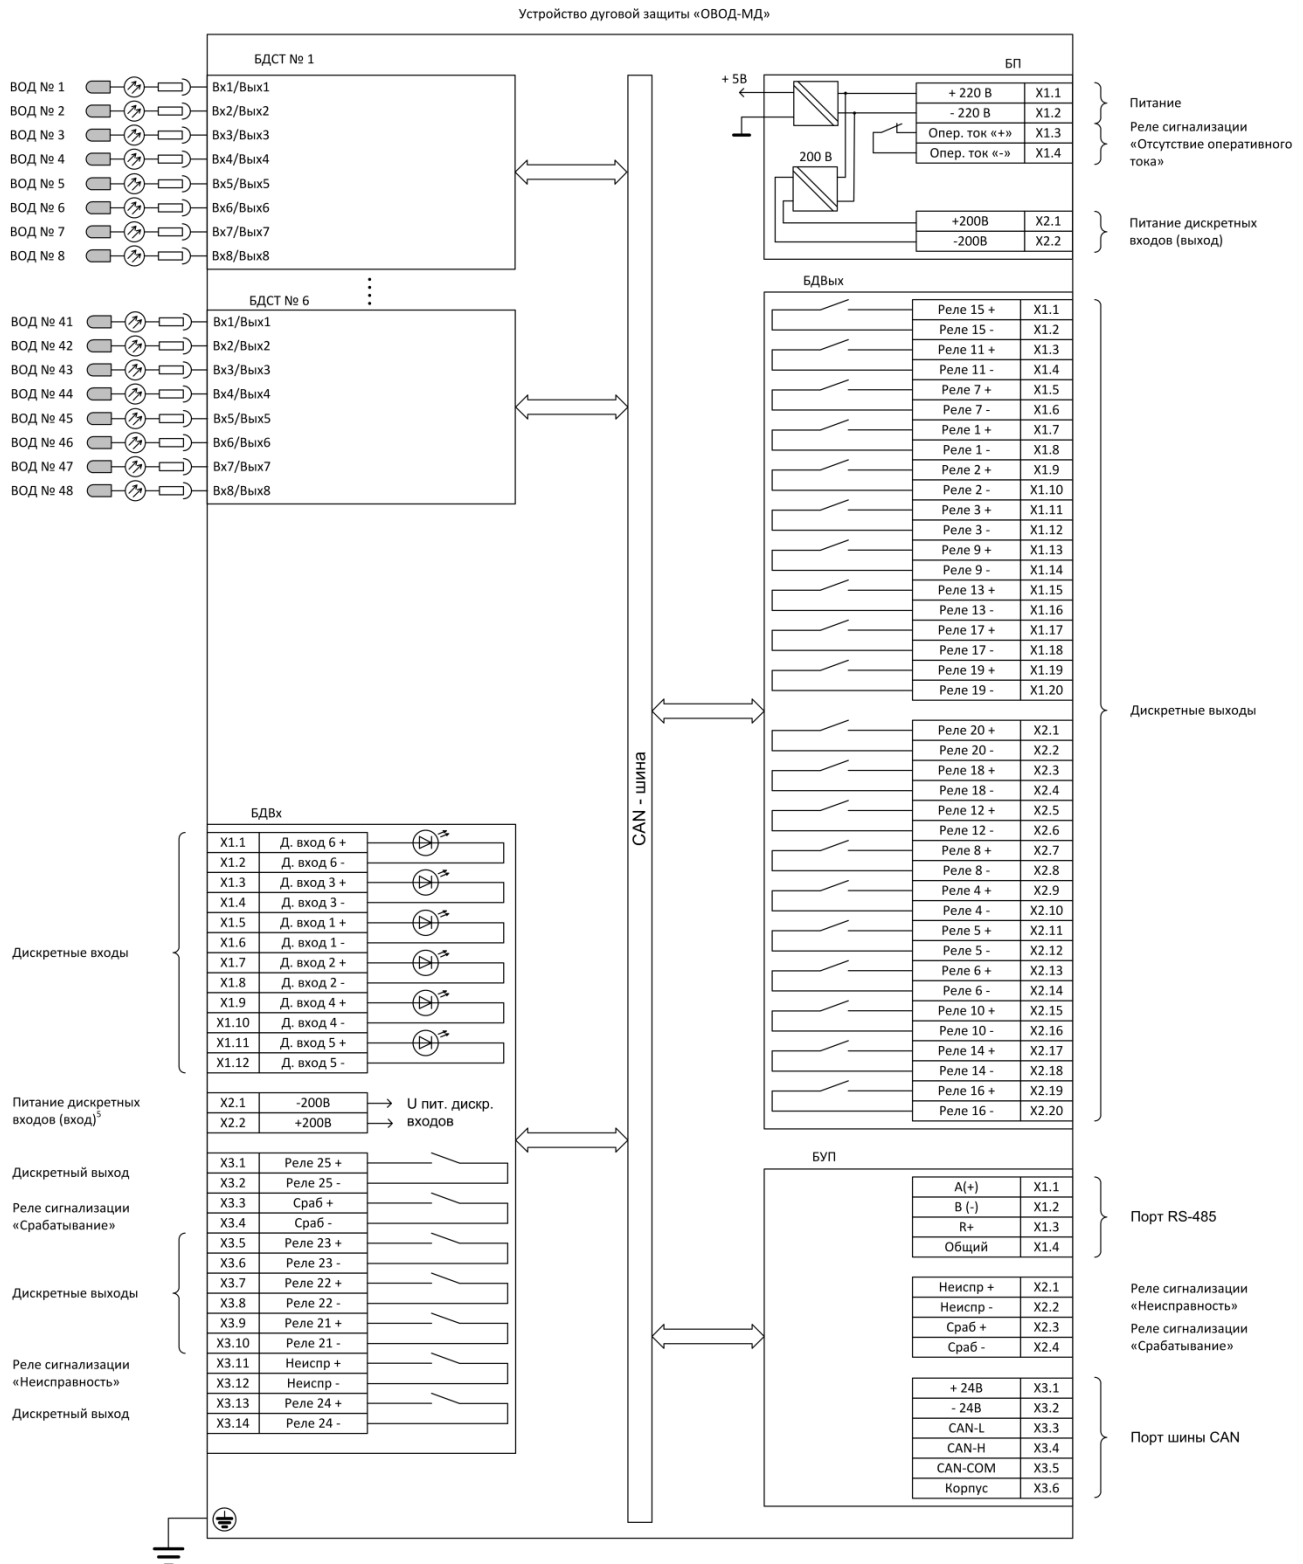 Устройство дуговой защиты «ОВОД-МД»
БДСТ № 1
ВОД № 1 Вх1/Вых1
ВОД № 2 Вх2/Вых2
ВОД № 3 Вх3/Вых3
ВОД № 4 Вх4/Вых4
ВОД № 5 Вх5/Вых5
ВОД № 6 Вх6/Вых6
ВОД № 7 Вх7/Вых7
ВОД № 8 Вх8/Вых8
БДСТ № 6
ВОД № 41 Вх1/Вых1
ВОД № 42 Вх2/Вых2
ВОД № 43 Вх3/Вых3
ВОД № 44 Вх4/Вых4
ВОД № 45 Вх5/Вых5
ВОД № 46 Вх6/Вых6
ВОД № 47 Вх7/Вых7
ВОД № 48 Вх8/Вых8
БДВх
Дискретные входы
X1.1 Д. вход 6 +
X1.2 Д. вход 6 -
X1.3 Д. вход 3 +
X1.4 Д. вход 3 -
X1.5 Д. вход 1 +
X1.6 Д. вход 1 -
X1.7 Д. вход 2 +
X1.8 Д. вход 2 -
X1.9 Д. вход 4 +
X1.10 Д. вход 4 -
X1.11 Д. вход 5 +
X1.12 Д. вход 5 -
Питание дискретных
входов (вход)5
X2.1 -200В
X2.2 +200В
U пит. дискр.
входов
Дискретный выход
X3.1 Реле 25 +
X3.2 Реле 25 -
Реле сигнализации
«Срабатывание»
X3.3 Сраб +
X3.4 Сраб -
Дискретные выходы
X3.5 Реле 23 +
X3.6 Реле 23 -
X3.7 Реле 22 +
X3.8 Реле 22 -
X3.9 Реле 21 +
X3.10 Реле 21 -
Реле сигнализации
«Неисправность»
X3.11 Неиспр +
X3.12 Неиспр -
Дискретный выход
X3.13 Реле 24 +
X3.14 Реле 24 -
CAN - шина
БП
+ 5В
200 В
+ 220 В X1.1
- 220 В X1.2
Опер. ток «+» X1.3
Опер. ток «-» X1.4
Питание
Реле сигнализации
«Отсутствие оперативного
тока»
+200В X2.1
-200В X2.2
Питание дискретных
входов (выход)
БДВых
Реле 15 + X1.1
Реле 15 - X1.2
Реле 11 + X1.3
Реле 11 - X1.4
Реле 7 + X1.5
Реле 7 - X1.6
Реле 1 + X1.7
Реле 1 - X1.8
Реле 2 + X1.9
Реле 2 - X1.10
Реле 3 + X1.11
Реле 3 - X1.12
Реле 9 + X1.13
Реле 9 - X1.14
Реле 13 + X1.15
Реле 13 - X1.16
Реле 17 + X1.17
Реле 17 - X1.18
Реле 19 + X1.19
Реле 19 - X1.20
Дискретные выходы
Реле 20 + X2.1
Реле 20 - X2.2
Реле 18 + X2.3
Реле 18 - X2.4
Реле 12 + X2.5
Реле 12 - X2.6
Реле 8 + X2.7
Реле 8 - X2.8
Реле 4 + X2.9
Реле 4 - X2.10
Реле 5 + X2.11
Реле 5 - X2.12
Реле 6 + X2.13
Реле 6 - X2.14
Реле 10 + X2.15
Реле 10 - X2.16
Реле 14 + X2.17
Реле 14 - X2.18
Реле 16 + X2.19
Реле 16 - X2.20
БУП
A(+) X1.1
B (-) X1.2
R+ X1.3
Общий X1.4
Порт RS-485
Неиспр + X2.1
Неиспр - X2.2
Сраб + X2.3
Сраб - X2.4
Реле сигнализации
«Неисправность»
Реле сигнализации
«Срабатывание»
+ 24В X3.1
- 24В X3.2
CAN-L X3.3
CAN-H X3.4
CAN-COM X3.5
Корпус X3.6
Порт шины CAN